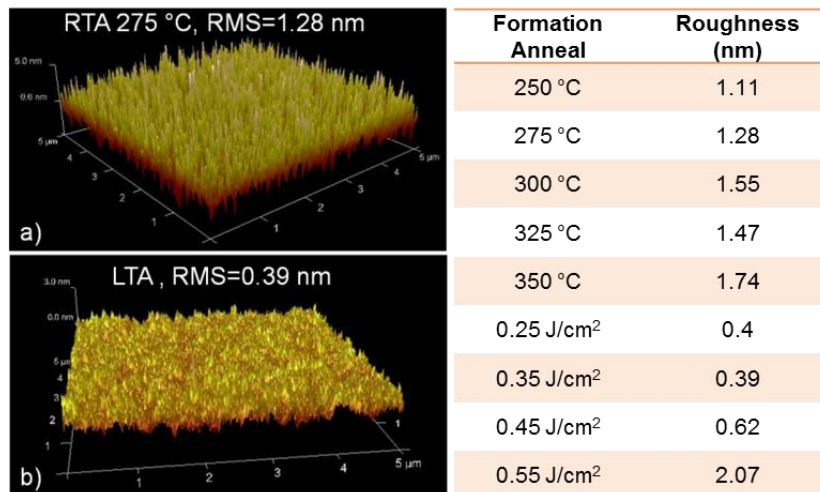 RTA 275 °C, RMS=1.28 nm
5.0 nm
0.0 nm
5 µm
4
3
2
1
1
2
3
4
5 µm
a)
LTA , RMS=0.39 nm
3.0 nm
0.0 nm
5 µm
4
3
2
1
1
2
3
4
5 µm
1
b)
Formation Roughness
Anneal (nm)
250 °C 1.11
275 °C 1.28
300 °C 1.55
325 °C 1.47
350 °C 1.74
0.25 J/cm² 0.4
0.35 J/cm² 0.39
0.45 J/cm² 0.62
0.55 J/cm² 2.07